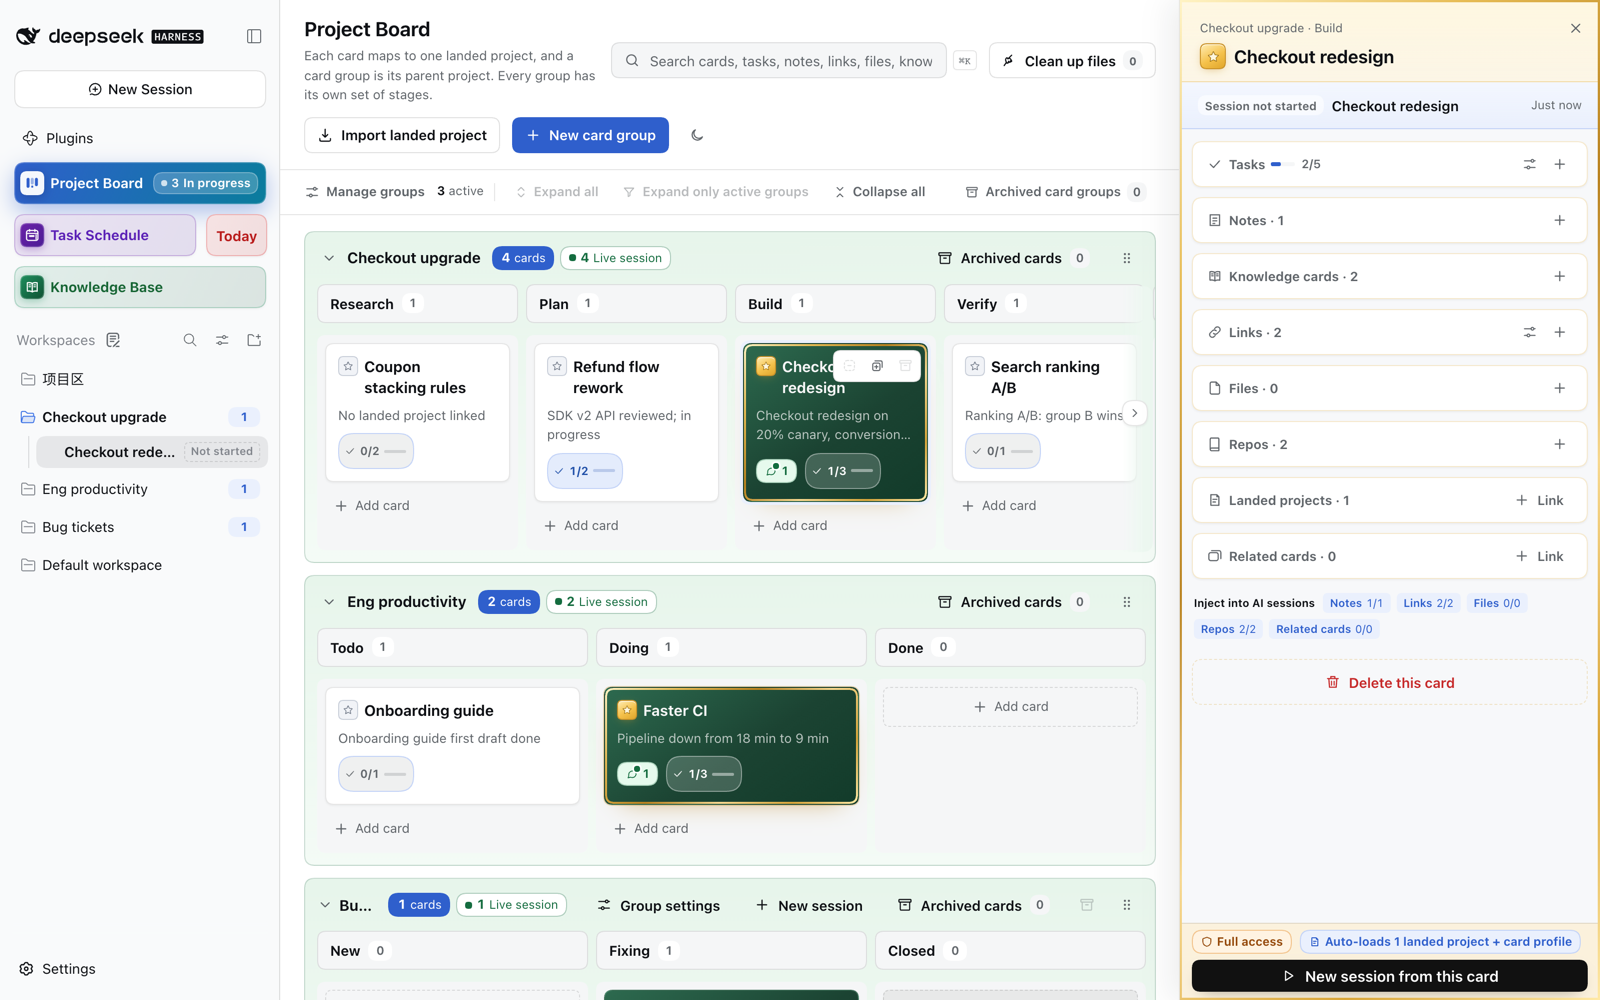 deepseek HARNESS
New Session
Plugins
Project Board
3 In progress
Task Schedule
Today
Knowledge Base
Workspaces
项目区
Checkout upgrade
1
Checkout rede...
Not started
Eng productivity
1
Bug tickets
1
Default workspace
Settings
Project Board
Each card maps to one landed project, and a
card group is its parent project. Every group has
its own set of stages.
Search cards, tasks, notes, links, files, know
⌘K
Clean up files 0
Import landed project
New card group
Manage groups 3 active
Expand all
Expand only active groups
Collapse all
Archived card groups 0
Checkout upgrade
4 cards
4 Live session
Archived cards 0
Research 1
Plan 1
Build 1
Verify 1
Coupon
stacking rules
No landed project linked
0/2
Add card
Refund flow
rework
SDK v2 API reviewed; in
progress
1/2
Add card
Checko
redesign
Checkout redesign on
20% canary, conversion...
1
1/3
Add card
Search ranking
A/B
Ranking A/B: group B wins
0/1
Add card
Eng productivity
2 cards
2 Live session
Archived cards 0
Todo 1
Doing 1
Done 0
Onboarding guide
Onboarding guide first draft done
0/1
Add card
Faster CI
Pipeline down from 18 min to 9 min
1
1/3
Add card
Add card
Bu...
1 cards
1 Live session
Group settings
New session
Archived cards 0
New 0
Fixing 1
Closed 0
Checkout upgrade · Build
Checkout redesign
Session not started
Checkout redesign
Just now
Tasks 2/5
Notes · 1
Knowledge cards · 2
Links · 2
Files · 0
Repos · 2
Landed projects · 1
Link
Related cards · 0
Link
Inject into AI sessions
Notes 1/1
Links 2/2
Files 0/0
Repos 2/2
Related cards 0/0
Delete this card
Full access
Auto-loads 1 landed project + card profile
New session from this card